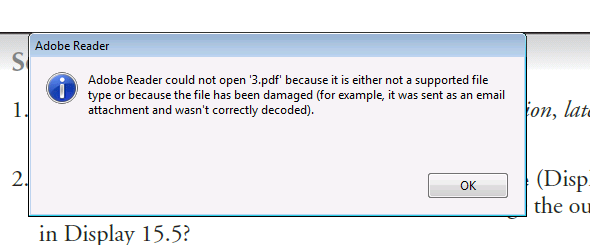 Adobe Reader
Adobe Reader could not open '3.pdf' because it is either not a supported file
type or because the file has been damaged (for example, it was sent as an email
attachment and wasn't correctly decoded).
1.
OK
2.
(Disp
the ou
in Display 15.5?